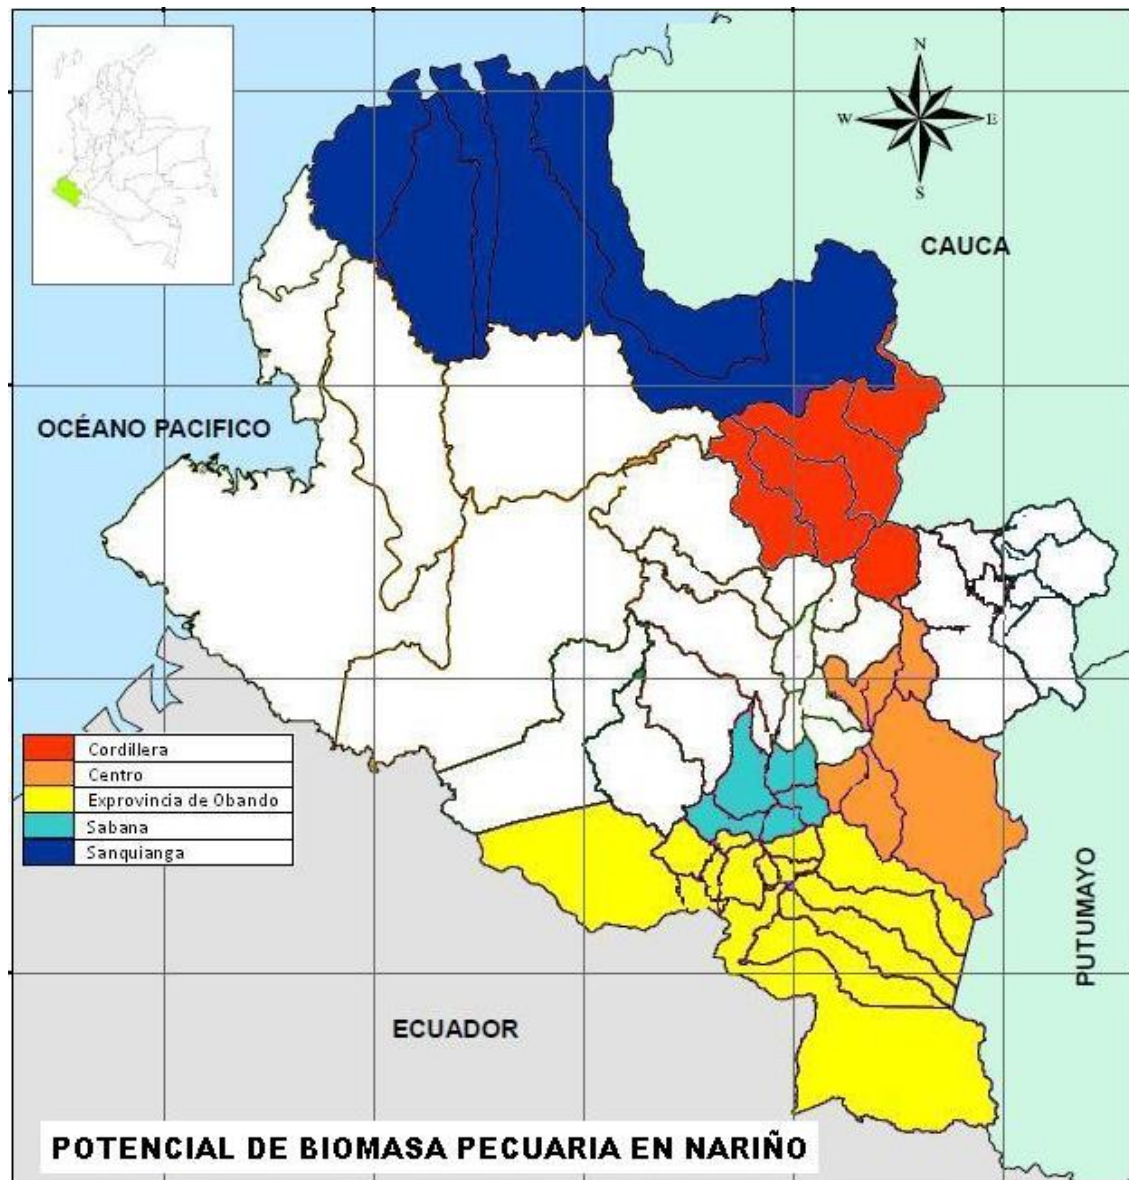 N
W E
S
CAUCA
OCÉANO PACIFICO
Cordillera
Centro
Exprovincia de Obando
Sabana
Sanquianga
PUTUMAYO
ECUADOR
POTENCIAL DE BIOMASA PECUARIA EN NARIÑO